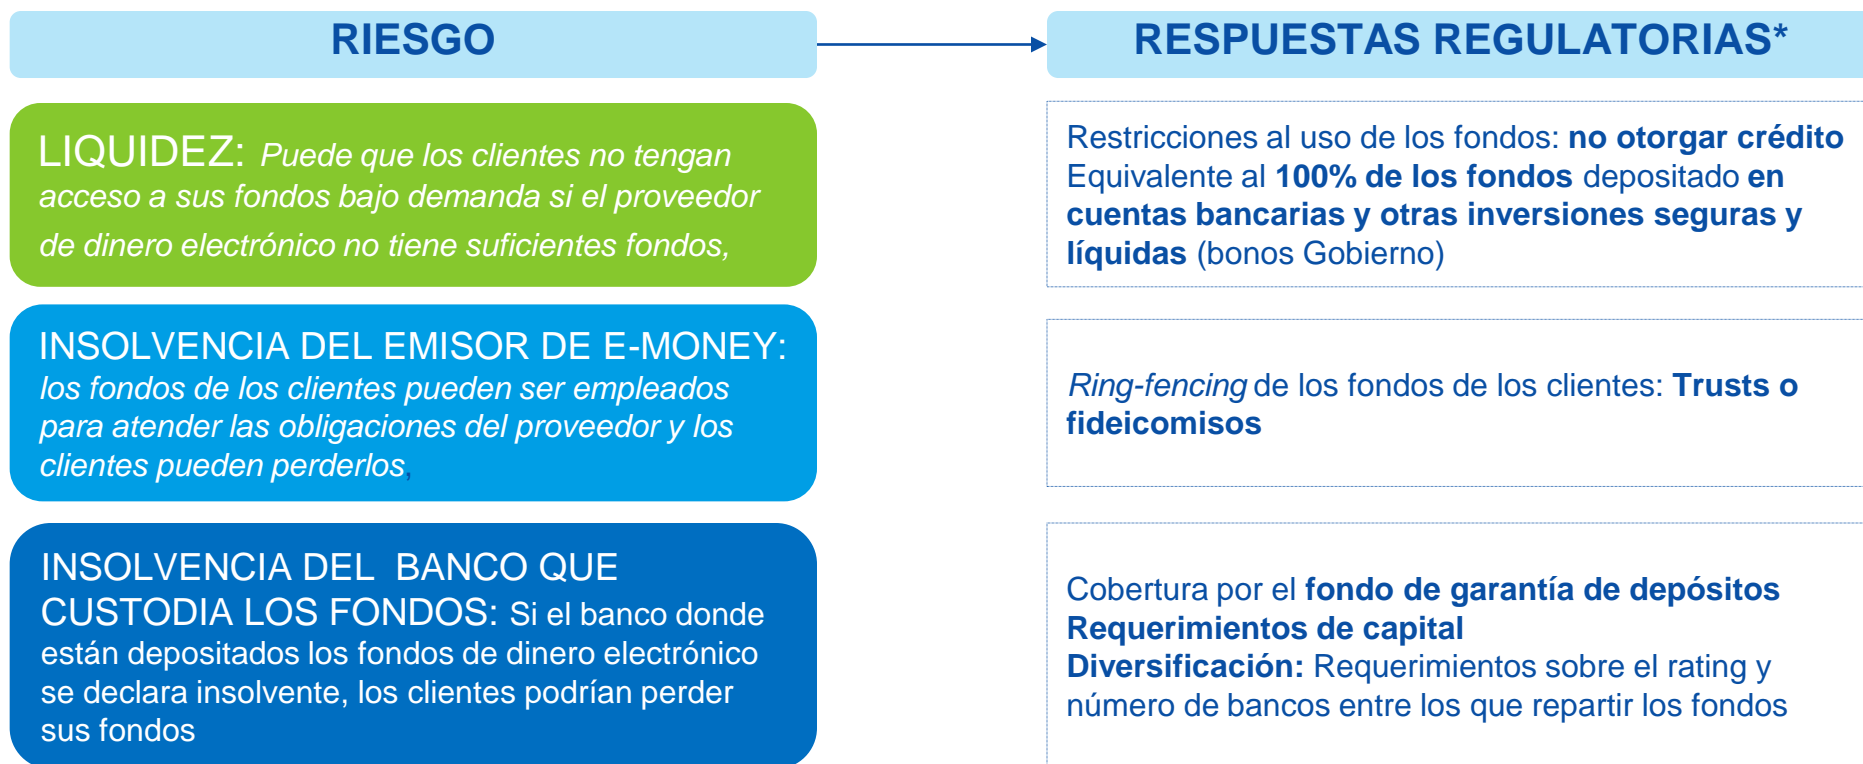 RIESGO
RESPUESTAS REGULATORIAS*
LIQUIDEZ: Puede que los clientes no tengan
acceso a sus fondos bajo demanda si el proveedor
de dinero electrónico no tiene suficientes fondos,
Restricciones al uso de los fondos: no otorgar crédito
Equivalente al 100% de los fondos depositado en
cuentas bancarias y otras inversiones seguras y
líquidas (bonos Gobierno)
INSOLVENCIA DEL EMISOR DE E-MONEY:
los fondos de los clientes pueden ser empleados
para atender las obligaciones del proveedor y los
clientes pueden perderlos,
Ring-fencing de los fondos de los clientes: Trusts o
fideicomisos
INSOLVENCIA DEL BANCO QUE
CUSTODIA LOS FONDOS: Si el banco donde
están depositados los fondos de dinero electrónico
se declara insolvente, los clientes podrían perder
sus fondos
Cobertura por el fondo de garantía de depósitos
Requerimientos de capital
Diversificación: Requerimientos sobre el rating y
número de bancos entre los que repartir los fondos